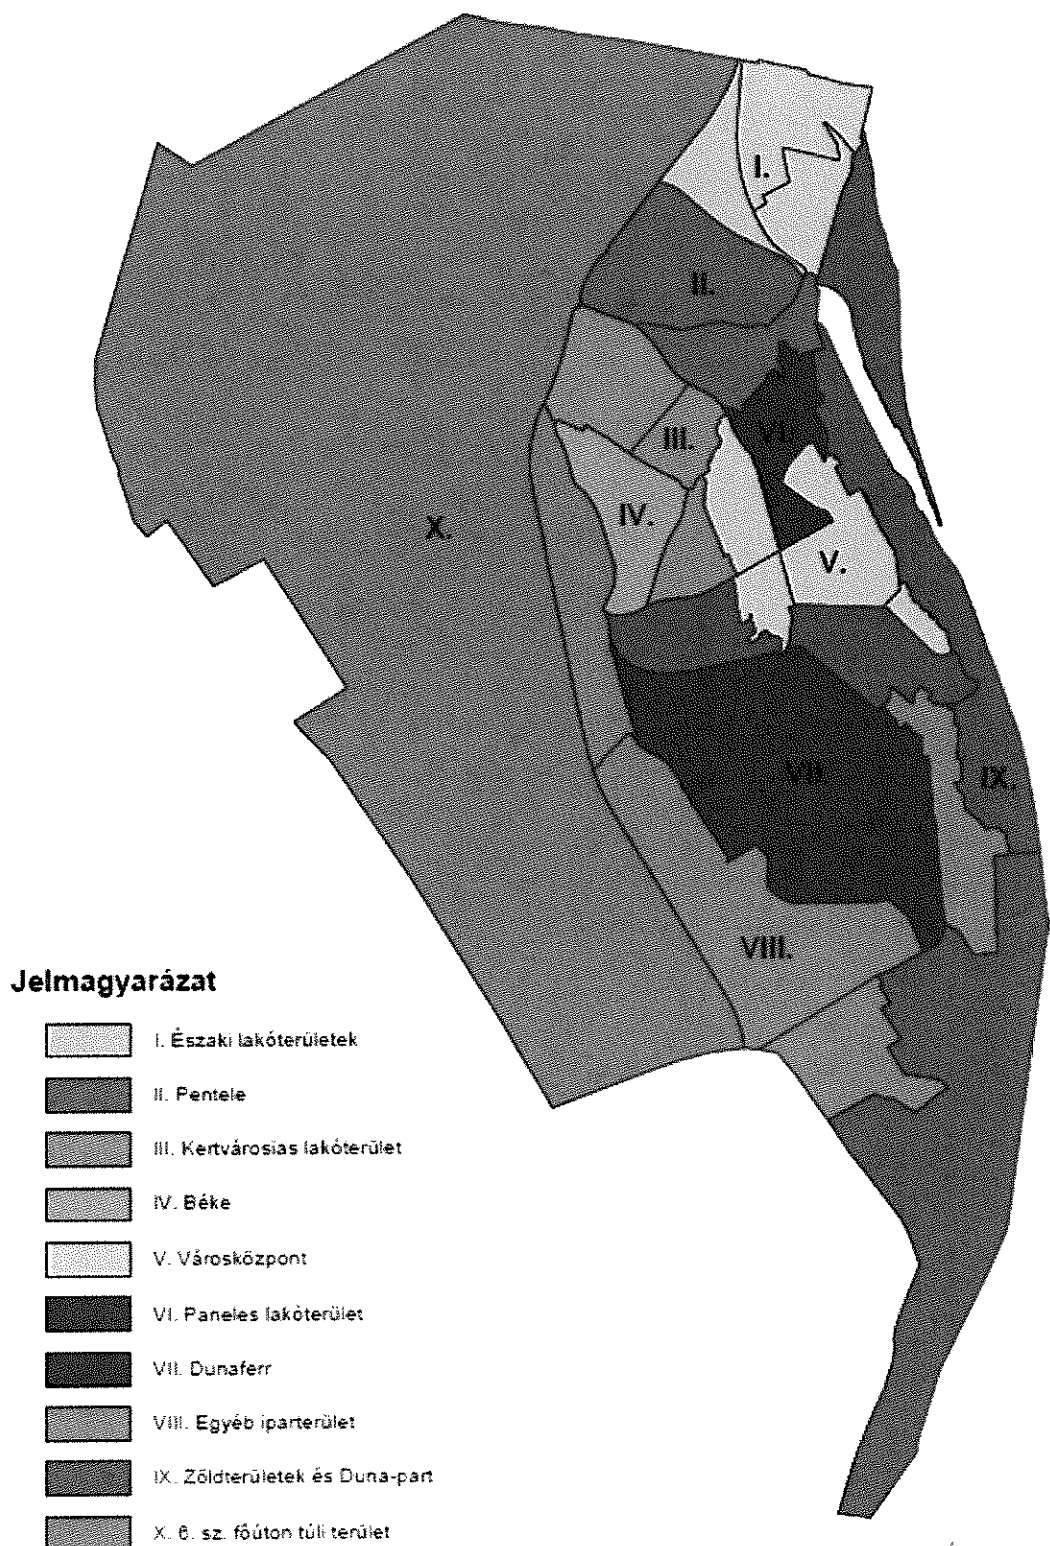 I.
II.
III.
VI.
IV.
X.
V.
VII.
IX.
VIII.
Jelmagyarázat
I. Északi lakóterületek
II. Pentele
III. Kertvárosias lakóterület
IV. Béke
V. Városközpont
VI. Paneles lakóterület
VII. Dunaferr
VIII. Egyéb iparterület
IX. Zöldterületek és Duna-part
X. 6. sz. főúton túli terület